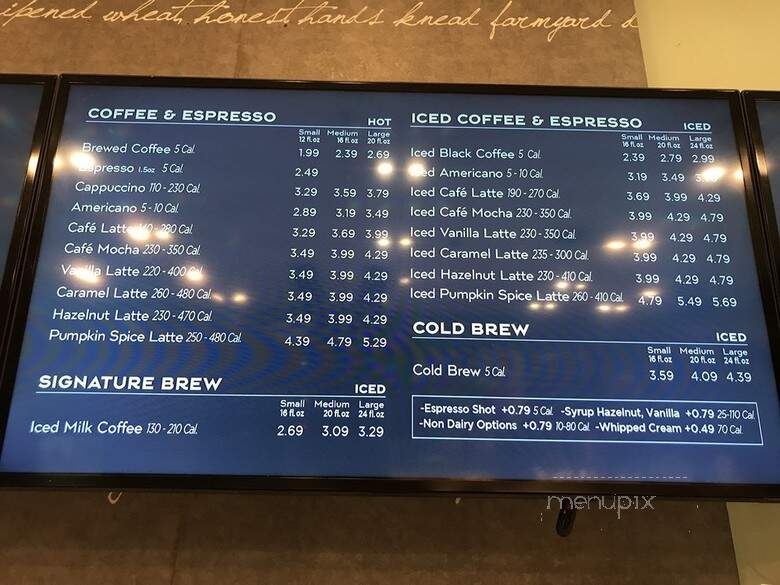 ipened wheat, honest hands knead farmyard d
COFFEE & ESPRESSO HOT
Small Medium Large
12 fl.oz 16 fl.oz 20 fl.oz
Brewed Coffee 5 Cal. 1.99 2.39 2.69
Espresso 1.5oz 5 Cal. 2.49
Cappuccino 110 - 230 Cal. 3.29 3.59 3.79
Americano 5 - 10 Cal. 2.89 3.19 3.49
Café Latte - 280 Cal. 3.29 3.69 3.99
Café Mocha 230 - 350 Cal. 3.49 3.99 4.29
Vanilla Latte 220 - 400 Cal. 3.49 3.99 4.29
Caramel Latte 260 - 480 Cal. 3.49 3.99 4.29
Hazelnut Latte 230 - 470 Cal. 3.49 3.99 4.29
Pumpkin Spice Latte 250 - 480 Cal. 4.39 4.79 5.29
SIGNATURE BREW ICED
Small Medium Large
16 fl.oz 20 fl.oz 24 fl.oz
Iced Milk Coffee 130 - 210 Cal. 2.69 3.09 3.29
ICED COFFEE & ESPRESSO ICED
Small Medium Large
16 fl.oz 20 fl.oz 24 fl.oz
Iced Black Coffee 5 Cal. 2.39 2.79 2.99
Iced Americano 5 - 10 Cal. 3.19 3.49
Iced Café Latte 190 - 270 Cal. 3.69 3.99 4.29
Iced Café Mocha 230 - 350 Cal. 3.99 4.29 4.79
Iced Vanilla Latte 230 - 350 Cal. 3.99 4.29 4.79
Iced Caramel Latte 235 - 300 Cal. 3.99 4.29 4.79
Iced Hazelnut Latte 230 - 410 Cal. 3.99 4.29 4.79
Iced Pumpkin Spice Latte 260 - 410 Cal. 4.79 5.49 5.69
COLD BREW ICED
Small Medium Large
16 fl.oz 20 fl.oz 24 fl.oz
Cold Brew 5 Cal. 3.59 4.09 4.39
-Espresso Shot +0.79 5 Cal. -Syrup Hazelnut, Vanilla +0.79 25-110 Cal.
-Non Dairy Options +0.79 10-80 Cal. -Whipped Cream +0.49 70 Cal.
menupix